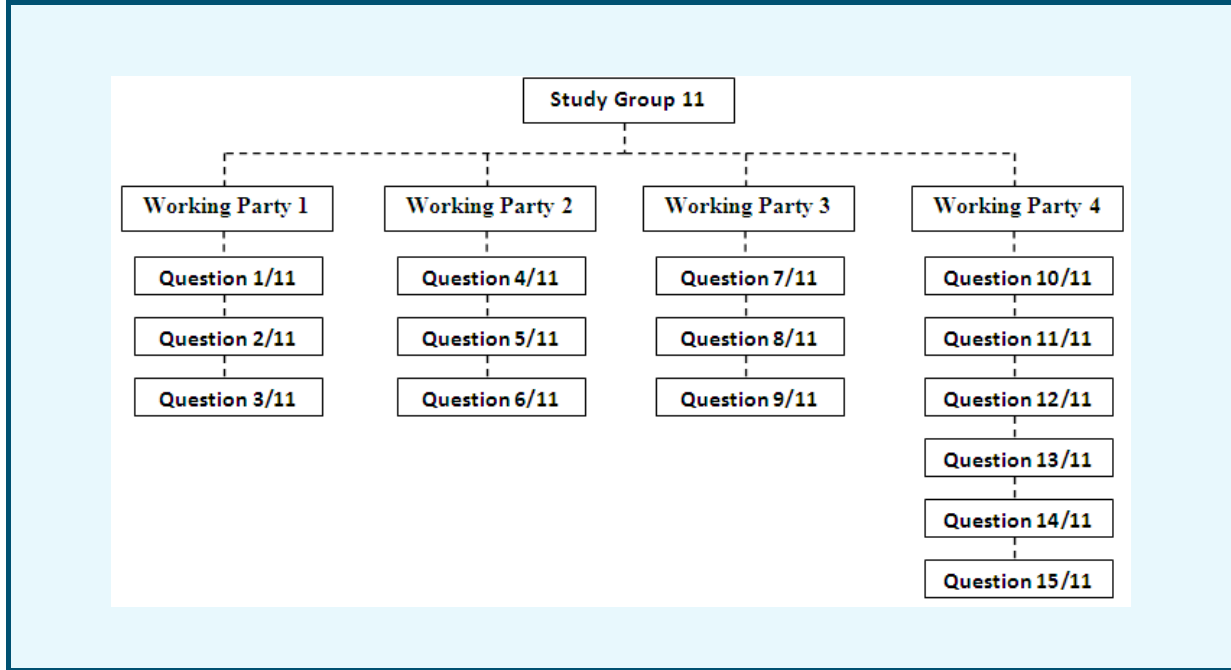 Study Group 11
Working Party 1
Question 1/11
Question 2/11
Question 3/11
Working Party 2
Question 4/11
Question 5/11
Question 6/11
Working Party 3
Question 7/11
Question 8/11
Question 9/11
Working Party 4
Question 10/11
Question 11/11
Question 12/11
Question 13/11
Question 14/11
Question 15/11